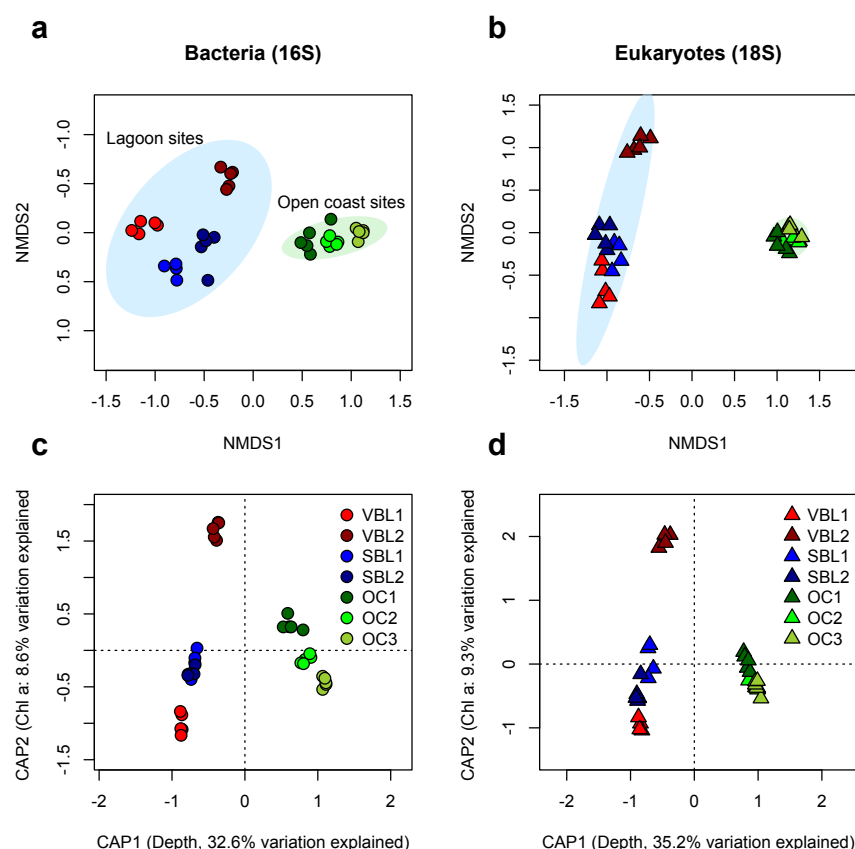 a
Bacteria (16S)
NMDS2
-1.0
-0.5
0.0
0.5
1.0
Lagoon sites
Open coast sites
-1.5 -1.0 -0.5 0.0 0.5 1.0 1.5
NMDS1
b
Eukaryotes (18S)
NMDS2
1.5
1.0
0.5
0.0
-0.5
-1.5
-1.5 -1.0 -0.5 0.0 0.5 1.0 1.5
NMDS1
c
CAP2 (Chl a: 8.6% variation explained)
1.5
0.5
-0.5
-1.5
VBL1
VBL2
SBL1
SBL2
OC1
OC2
OC3
-2 -1 0 1 2
CAP1 (Depth, 32.6% variation explained)
d
CAP2 (Chl a: 9.3% variation explained
2
1
0
-1
VBL1
VBL2
SBL1
SBL2
OC1
OC2
OC3
-2 -1 0 1 2
CAP1 (Depth, 35.2% variation explained)